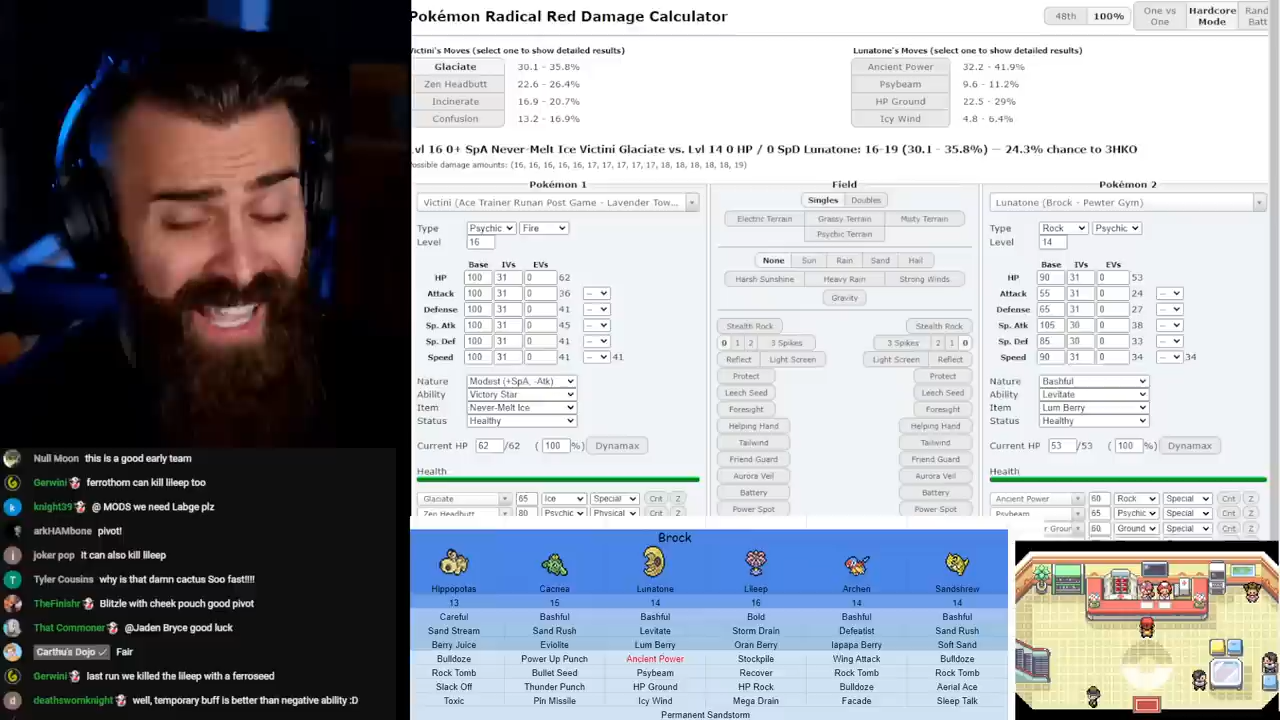 Pokémon Radical Red Damage Calculator
48th 100% One vs One Hardcore Mode Rand Batt
Victini's Moves (select one to show detailed results)
Lunatone's Moves (select one to show detailed results)
Glaciate 30.1 - 35.8% Ancient Power 32.2 - 41.9%
Zen Headbutt 22.6 - 26.4% Psybeam 9.6 - 11.2%
Incinerate 16.9 - 20.7% HP Ground 22.5 - 29%
Confusion 13.2 - 16.9% Icy Wind 4.8 - 6.4%
Lvl 16 0+ SpA Never-Melt Ice Victini Glaciate vs. Lvl 14 0 HP / 0 SpD Lunatone: 16-19 (30.1 - 35.8%) -- 24.3% chance to 3HKO
Possible damage amounts: (16, 16, 16, 16, 16, 17, 17, 17, 17, 17, 18, 18, 18, 18, 18, 19)
Pokémon 1
Victini (Ace Trainer Runan Post Game - Lavender Tow...
Type Psychic Fire
Level 16
Base IVs EVs
HP 100 31 0 62
Attack 100 31 0 36 --
Defense 100 31 0 41 --
Sp. Atk 100 31 0 45 --
Sp. Def 100 31 0 41 --
Speed 100 31 0 41 -- 41
Nature Modest (+SpA, -Atk)
Ability Victory Star
Item Never-Melt Ice
Status Healthy
Current HP 62 /62 ( 100 %) Dynamax
Health
Glaciate 65 Ice Special Crit Z
Zen Headbutt 80 Psychic Physical Crit Z
Field
Singles Doubles
Electric Terrain Grassy Terrain Misty Terrain
Psychic Terrain
None Sun Rain Sand Hail
Harsh Sunshine Heavy Rain Strong Winds
Gravity
Stealth Rock Stealth Rock
0 1 2 3 Spikes 3 Spikes 2 1 0
Reflect Light Screen Light Screen Reflect
Protect Protect
Leech Seed Leech Seed
Foresight Foresight
Helping Hand Helping Hand
Tailwind Tailwind
Friend Guard Friend Guard
Aurora Veil Aurora Veil
Battery Battery
Power Spot Power Spot
Pokémon 2
Lunatone (Brock - Pewter Gym)
Type Rock Psychic
Level 14
Base IVs EVs
HP 90 31 0 53
Attack 55 31 0 24 --
Defense 65 31 0 27 --
Sp. Atk 105 30 0 38 --
Sp. Def 85 30 0 33 --
Speed 90 31 0 34 -- 34
Nature Bashful
Ability Levitate
Item Lum Berry
Status Healthy
Current HP 53 /53 ( 100 %) Dynamax
Health
Ancient Power 60 Rock Special Crit Z
Psybeam 65 Psychic Special Crit Z
r Groun 60 Ground Special Crit Z
Null Moon this is a good early team
Gerwini ferrothorn can kill lileep too
knight39 @ MODS we need Labge plz
arkHAMbone pivot!
joker pop It can also kill lileep
Tyler Cousins why is that damn cactus Soo fast!!!!
TheFinishr Blitzle with cheek pouch good pivot
That Commoner @Jaden Bryce good luck
Carthu's Dojo Fair
Gerwini last run we killed the lileep with a ferroseed
deathswornknight well, temporary buff is better than negative ability :D
Brock
Hippopotas Cacnea Lunatone Lileep Archen Sandshrew
13 15 14 16 14 14
Careful Bashful Bashful Bold Bashful Bashful
Sand Stream Sand Rush Levitate Storm Drain Defeatist Sand Rush
Berry Juice Eviolite Lum Berry Oran Berry Iapapa Berry Soft Sand
Bulldoze Power Up Punch Ancient Power Stockpile Wing Attack Bulldoze
Rock Tomb Bullet Seed Psybeam Recover Rock Tomb Rock Tomb
Slack Off Thunder Punch HP Ground HP Rock Bulldoze Aerial Ace
Toxic Pin Missile Icy Wind Mega Drain Facade Sleep Talk
Permanent Sandstorm